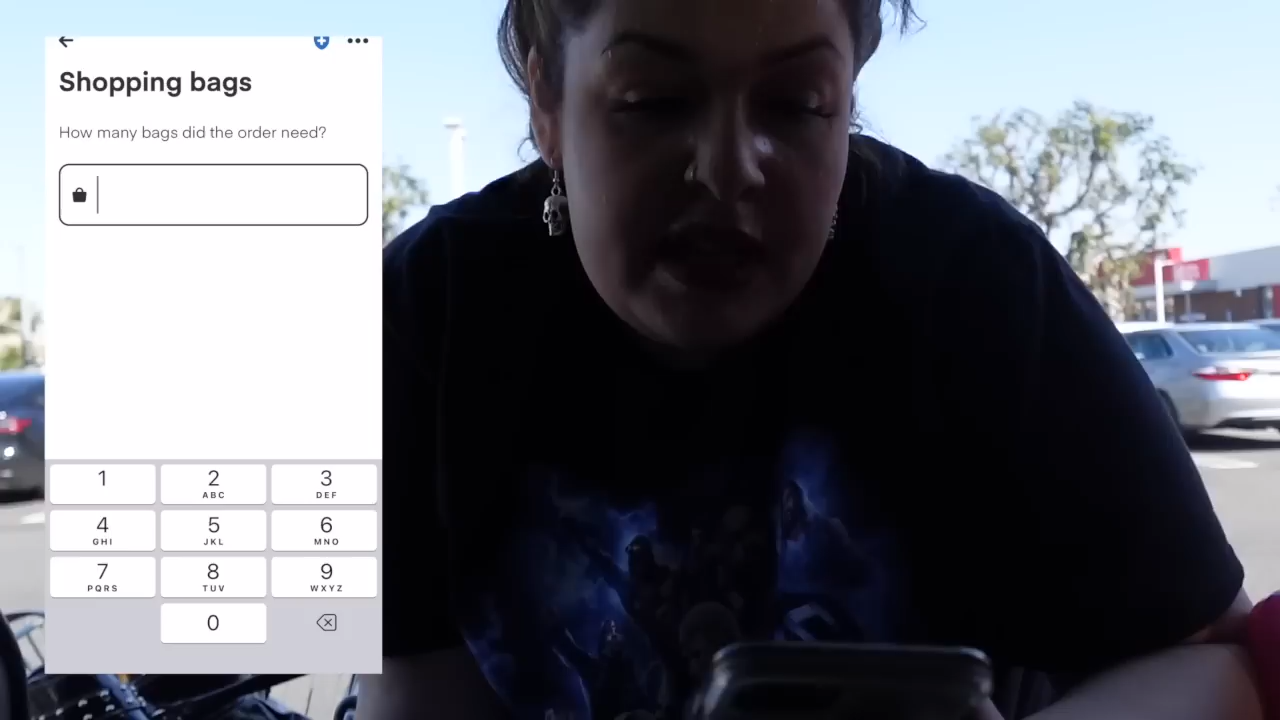 Shopping bags
How many bags did the order need?
1
2
ABC
3
DEF
4
GHI
5
JKL
6
MNO
7
PQRS
8
TUV
9
WXYZ
0